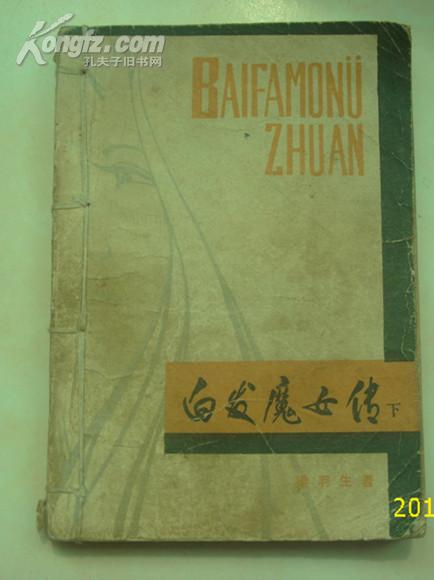 Kongfz.com
孔夫子旧书网
BAIFAMONÜ
ZHUAN
白发魔女传 下
梁羽生著
201